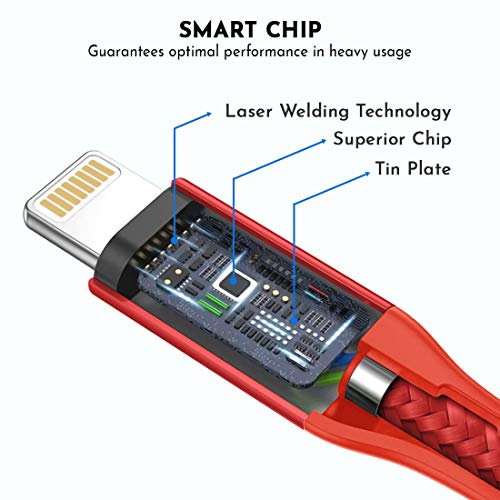 SMART CHIP
Guarantees optimal performance in heavy usage
Laser Welding Technology
Superior Chip
Tin Plate